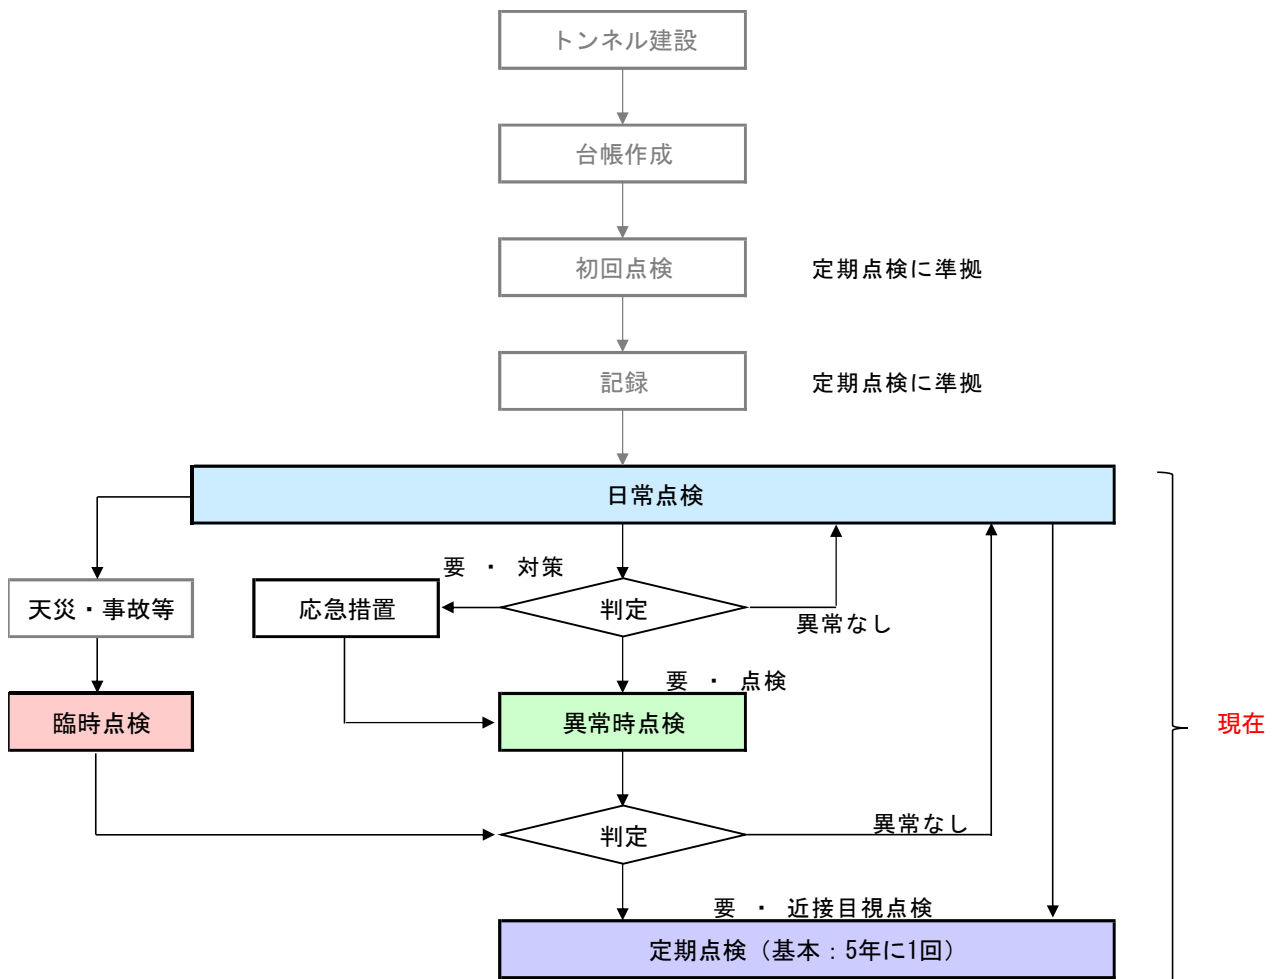 トンネル建設
台帳作成
初回点検
定期点検に準拠
記録
定期点検に準拠
日常点検
要 ・ 対策
天災・事故等
応急措置
判定
異常なし
要 ・ 点検
臨時点検
異常時点検
現在
判定
異常なし
要 ・ 近接目視点検
定期点検（基本：5年に1回）